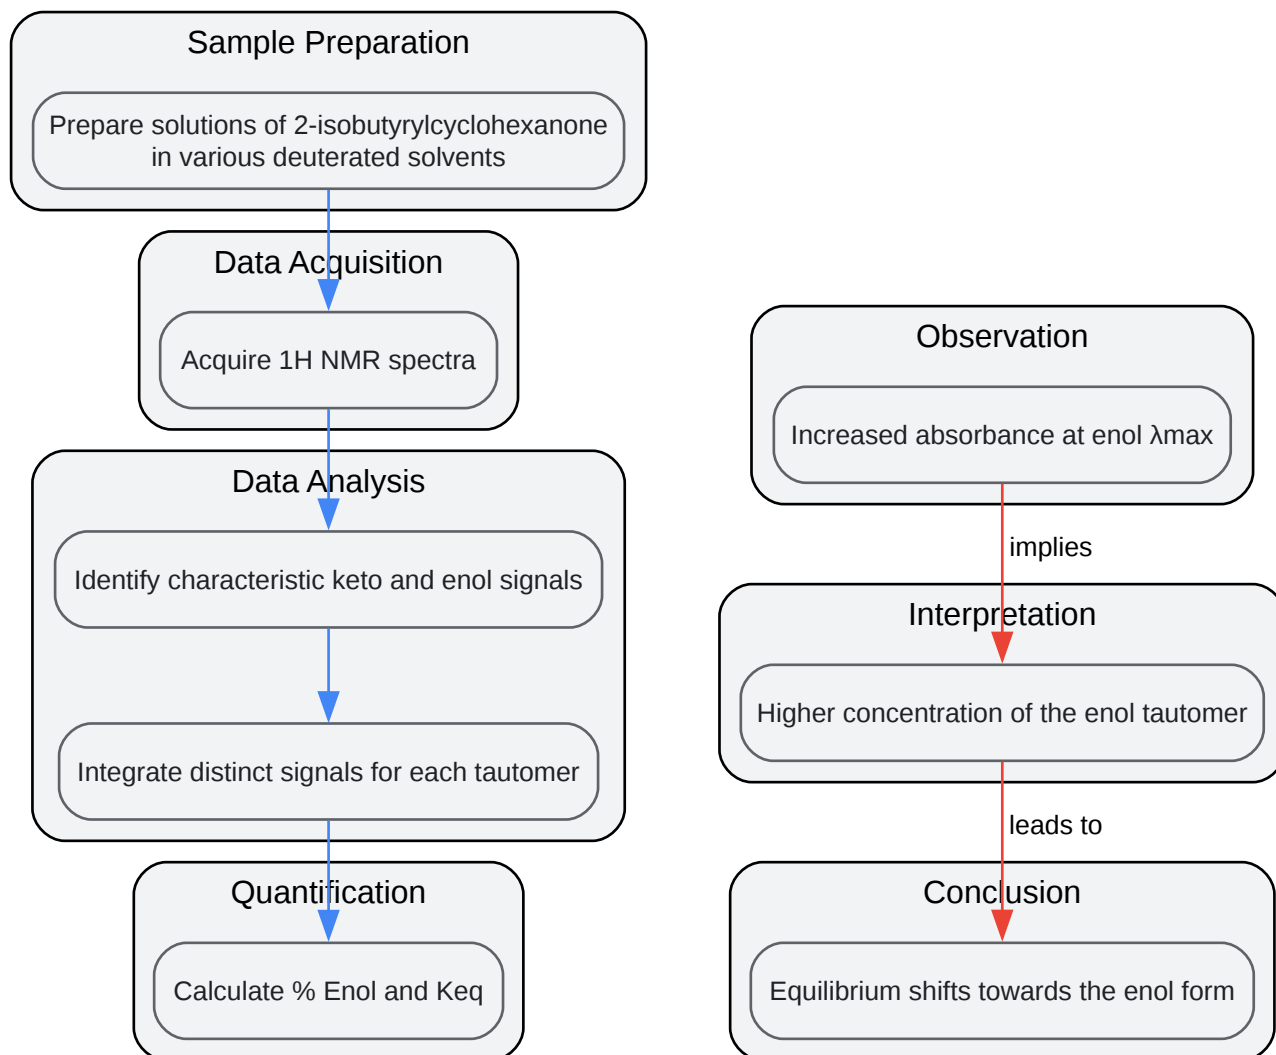 Sample Preparation
Prepare solutions of 2-isobutyrylcyclohexanone
in various deuterated solvents
Data Acquisition
Acquire 1H NMR spectra
Data Analysis
Identify characteristic keto and enol signals
Integrate distinct signals for each tautomer
Quantification
Calculate % Enol and Keq
Observation
Increased absorbance at enol λmax
implies
Interpretation
Higher concentration of the enol tautomer
leads to
Conclusion
Equilibrium shifts towards the enol form